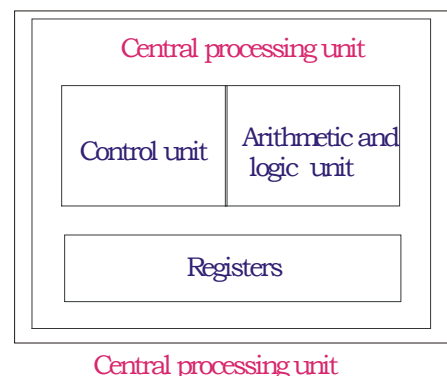 Central processing unit
Control unit
Arithmetic and
logic unit
Registers
Central processing unit